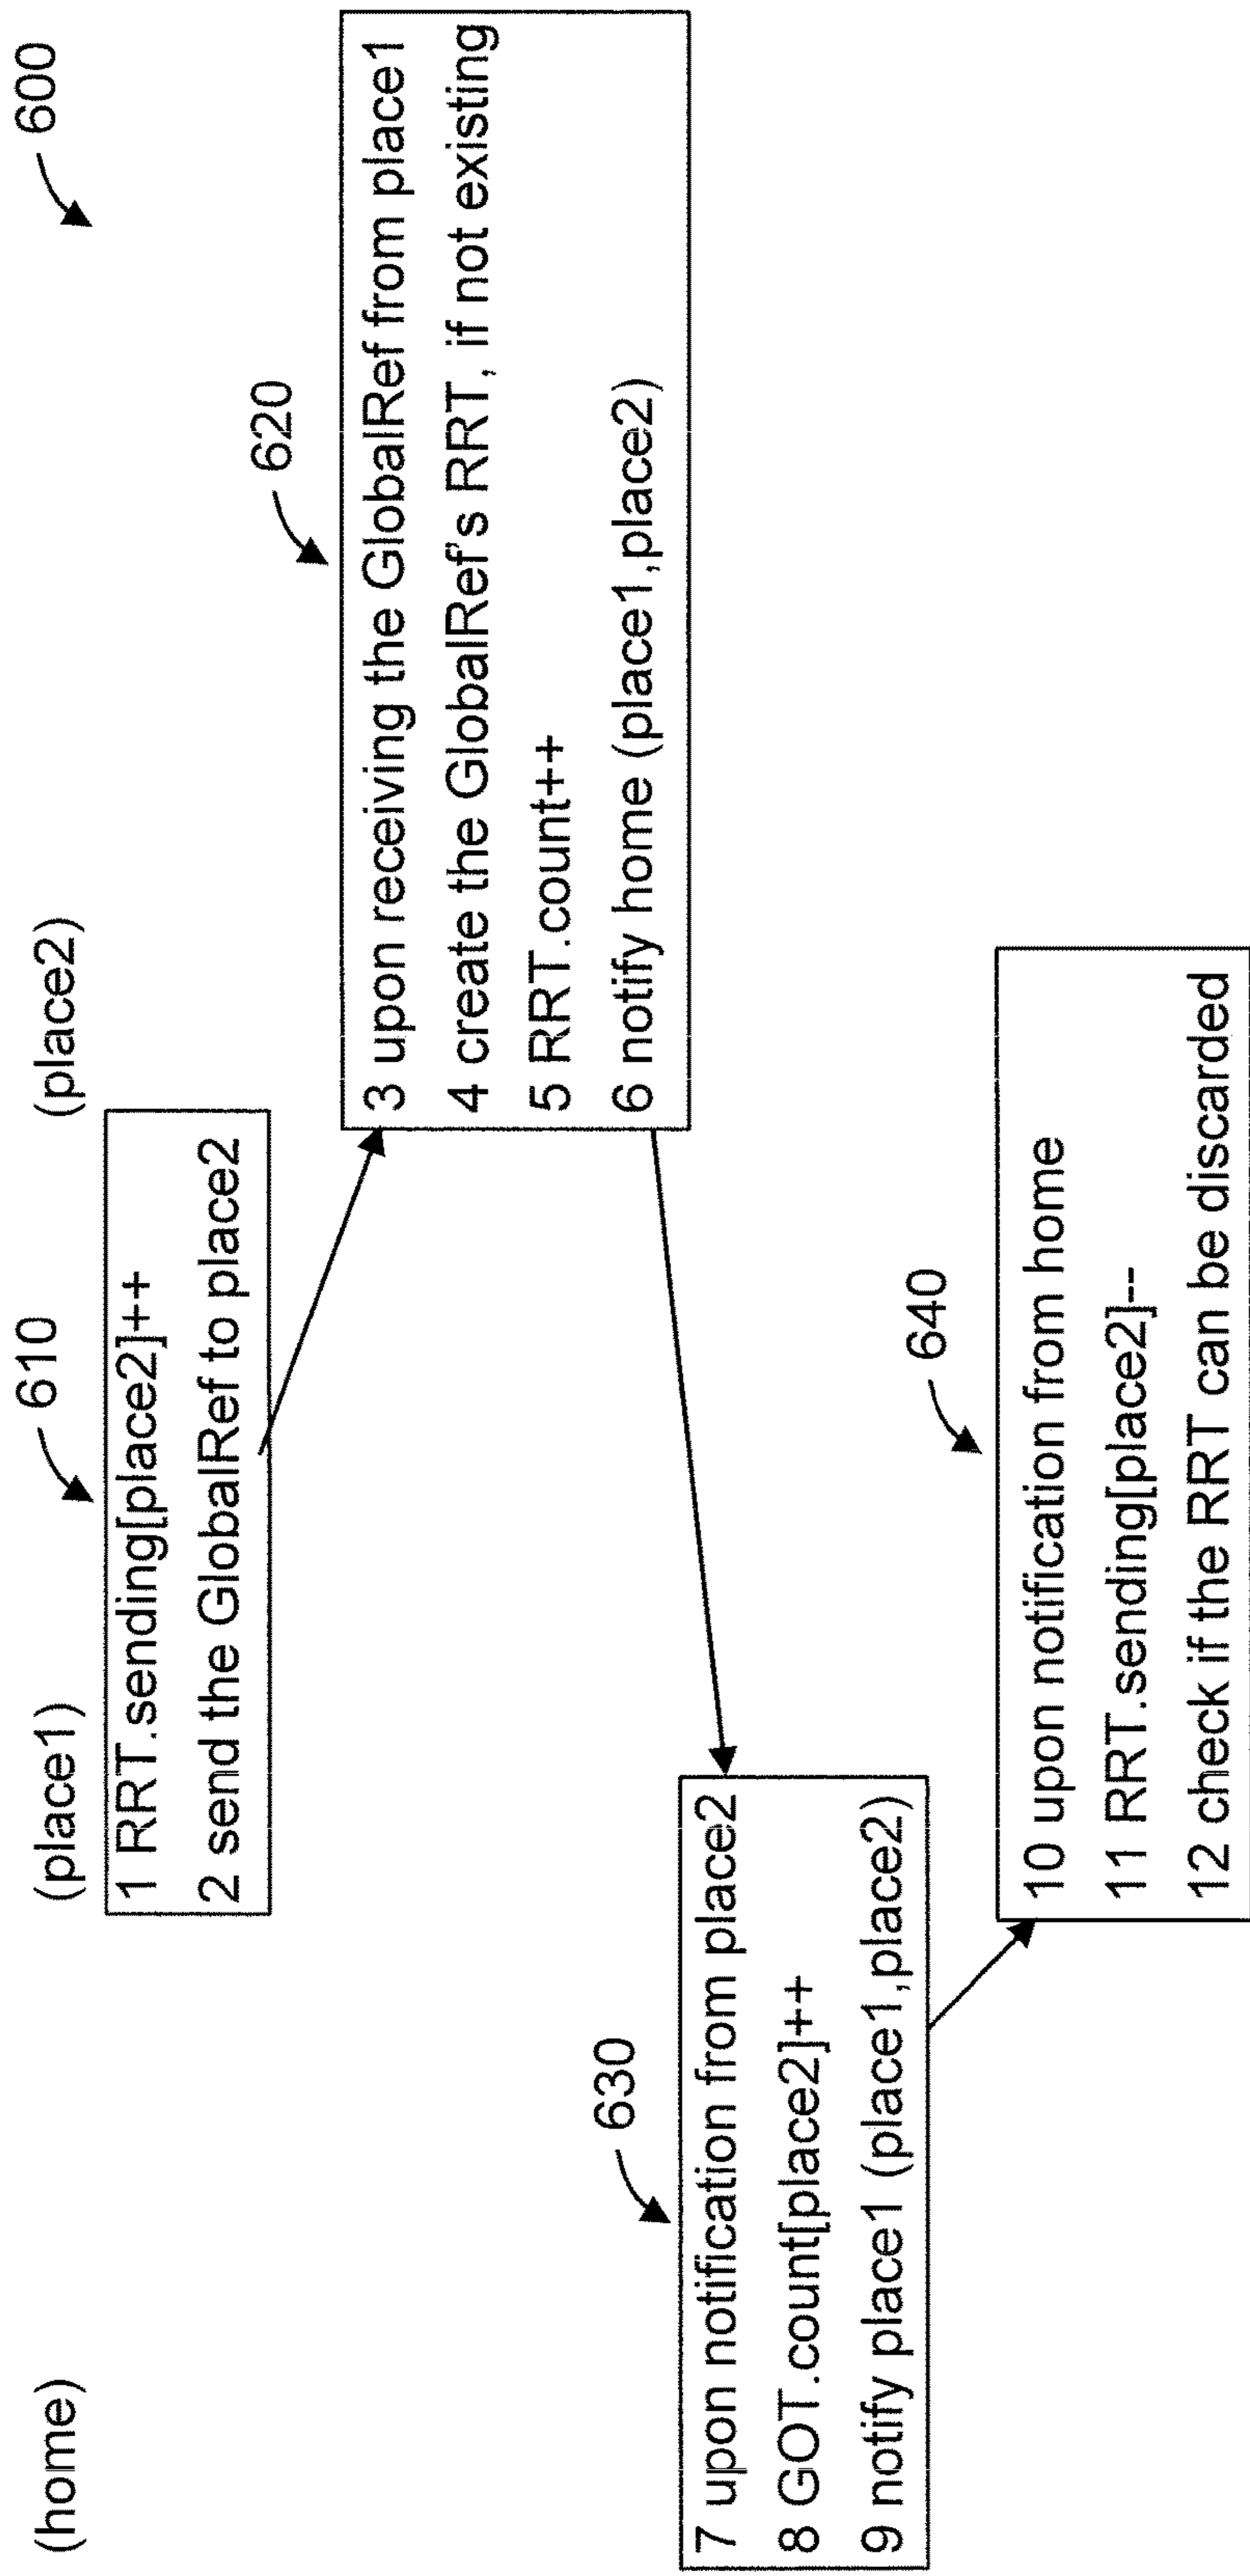 600
(home)
(place1)
(place2)
610
1 RRT.sending[place2]++
2 send the GlobalRef to place2
620
3 upon receiving the GlobalRef from place1
4 create the GlobalRef's RRT, if not existing
5 RRT.count++
6 notify home (place1,place2)
630
7 upon notification from place2
8 GOT.count[place2]++
9 notify place1 (place1,place2)
640
10 upon notification from home
11 RRT.sending[place2]--
12 check if the RRT can be discarded